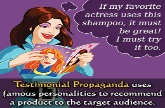 If my favorite
actress uses this
shampoo, it must
be great!
I must try
it too.
Testimonial Propaganda uses
famous personalities to recommend
a product to the target audience.